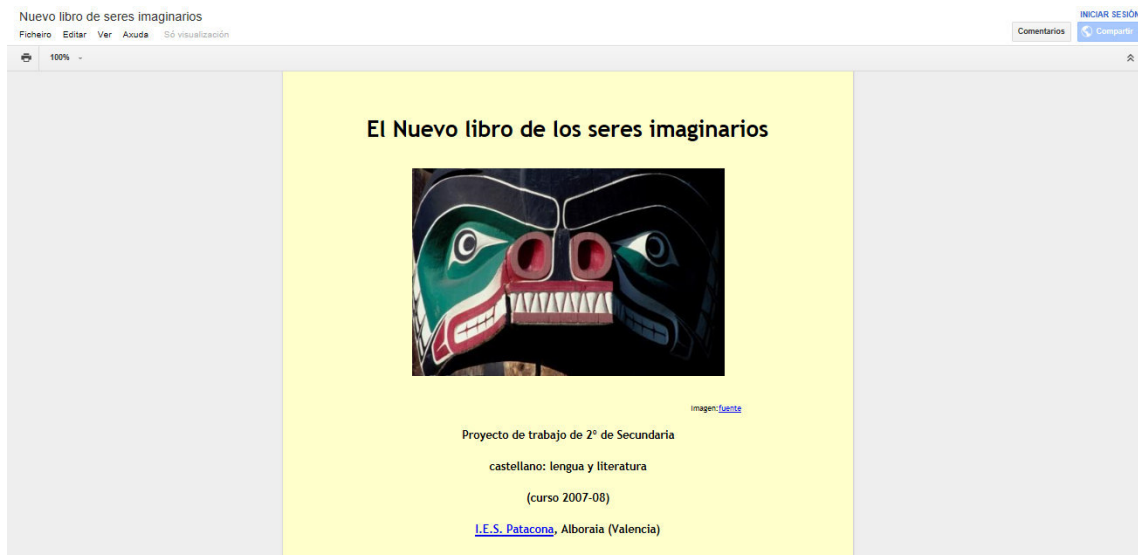 Nuevo libro de seres imaginarios
INICIAR SESIÓN
Ficheiro Editar Ver Axuda Só visualización
Comentarios Compartir
100%
El Nuevo libro de los seres imaginarios
Imagen:fuente
Proyecto de trabajo de 2º de Secundaria
castellano: lengua y literatura
(curso 2007-08)
I.E.S. Patacona, Alboraia (Valencia)